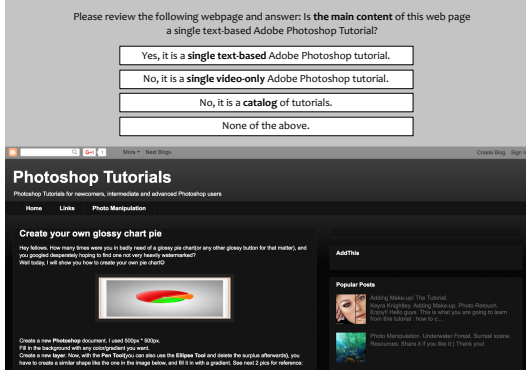 Please review the following webpage and answer: Is the main content of this web page
a single text-based Adobe Photoshop Tutorial?
Yes, it is a single text-based Adobe Photoshop tutorial.
No, it is a single video-only Adobe Photoshop tutorial.
No, it is a catalog of tutorials.
None of the above.
G+1 1 More Next Blog» Create Blog Sign In
Photoshop Tutorials
Photoshop Tutorials for newcomers, intermediate and advanced Photoshop users
Home Links Photo Manipulation
Create your own glossy chart pie
Hey fellows. How many times were you in badly need of a glossy pie chart(or any other glossy button for that matter), and
you googled desperately hoping to find one not very heavily watermarked?
Well today, I will show you how to create your own pie chart
Create a new Photoshop document. I used 500px * 500px.
Fill in the background with any color/gradient you want.
Create a new layer. Now, with the Pen Tool(you can also use the Ellipse Tool and delete the surplus afterwards), you
have to create a similar shape like the one in the image below, and fill it in with a gradient. See next 2 pics for reference:
AddThis
Popular Posts
Adding Make-up! The Tutorial.
Kayra Knightley. Adding Make-up. Photo Retouch.
Enjoy!! Hello guys. This is what you are going to learn
from this tutorial ; how to c...
Photo Manipulation. Underwater Forest. Surreal scene.
Resources: Share it if you like it:) Thank you!